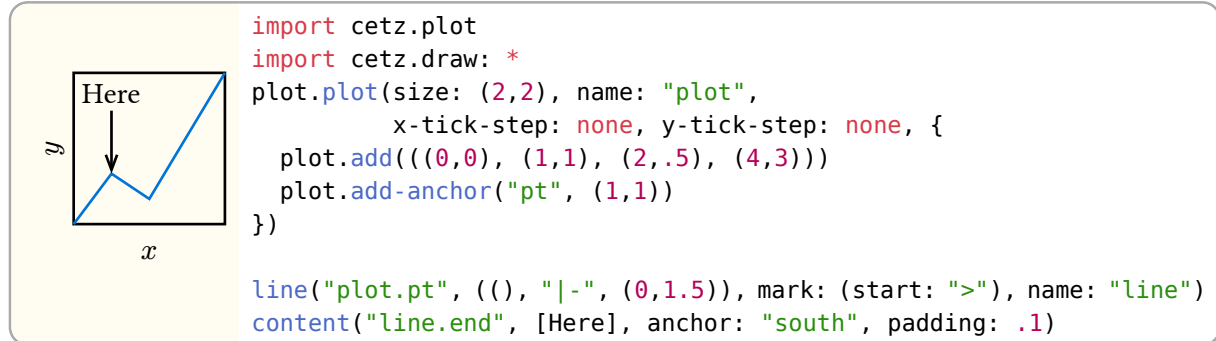 Here
y
x
import cetz.plot
import cetz.draw: *
plot.plot(size: (2,2), name: "plot",
          x-tick-step: none, y-tick-step: none, {
  plot.add(((0,0), (1,1), (2,.5), (4,3)))
  plot.add-anchor("pt", (1,1))
})

line("plot.pt", ((), "|-", (0,1.5)), mark: (start: ">"), name: "line")
content("line.end", [Here], anchor: "south", padding: .1)